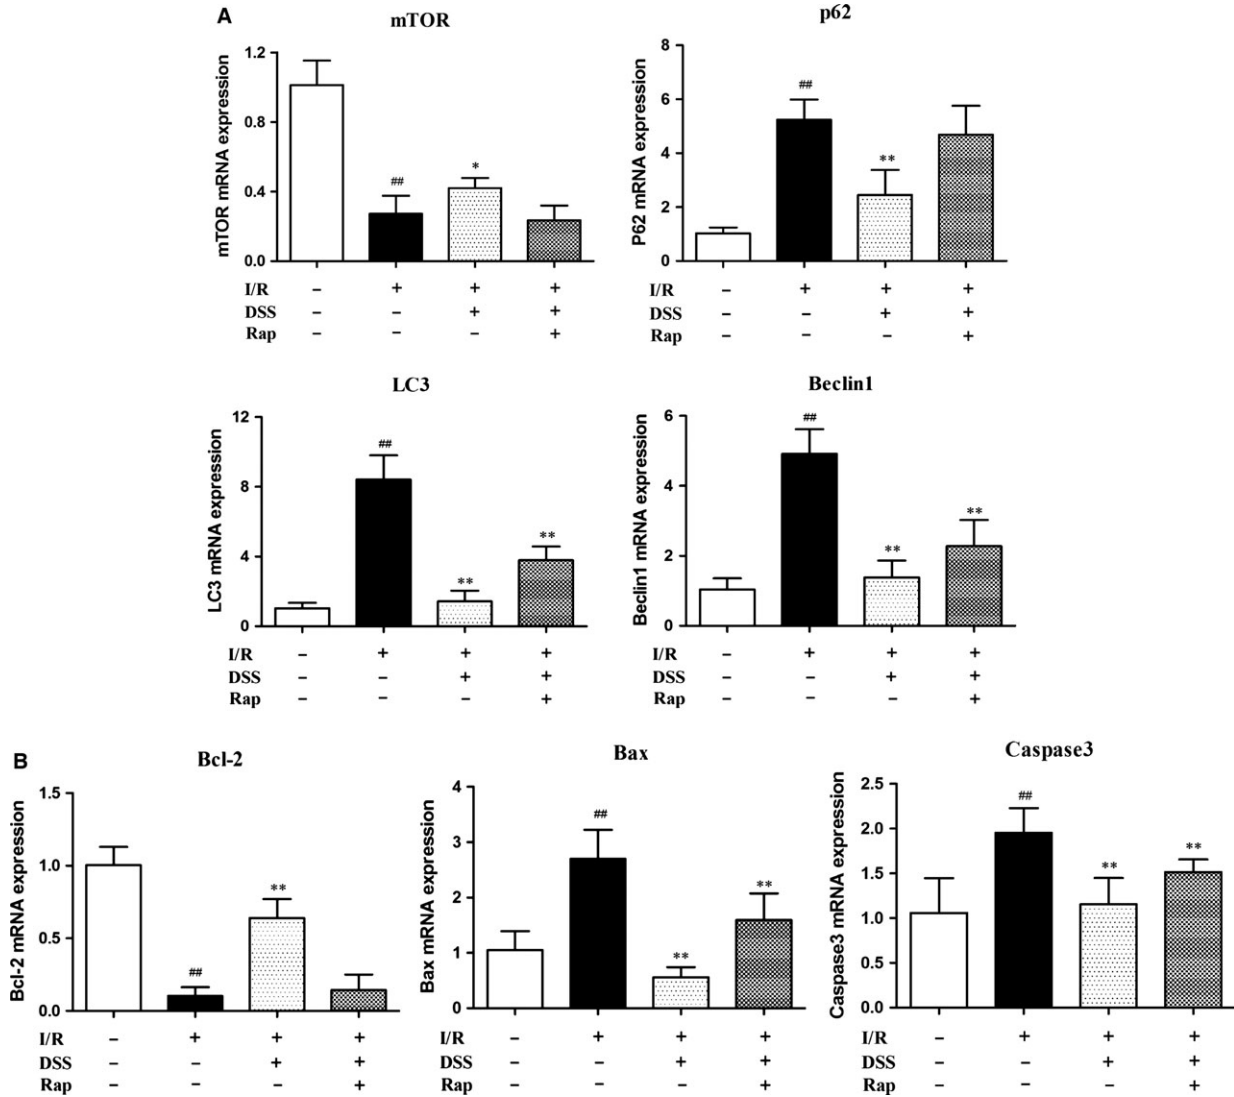 A
mTOR
mTOR mRNA expression
1.2
0.8
0.4
0.0
##
*
I/R – + + +
DSS – – + +
Rap – – – +
p62
P62 mRNA expression
8
6
4
2
0
##
**
I/R – + + +
DSS – – + +
Rap – – – +
LC3
LC3 mRNA expression
12
8
4
0
##
**
**
I/R – + + +
DSS – – + +
Rap – – – +
Beclin1
Beclin1 mRNA expression
6
4
2
0
##
**
**
I/R – + + +
DSS – – + +
Rap – – – +
B
Bcl-2
Bcl-2 mRNA expression
1.5
1.0
0.5
0.0
##
**
I/R – + + +
DSS – – + +
Rap – – – +
Bax
Bax mRNA expression
4
3
2
1
0
##
**
**
I/R – + + +
DSS – – + +
Rap – – – +
Caspase3
Caspase3 mRNA expression
2.5
2.0
1.5
1.0
0.5
0.0
##
**
**
I/R – + + +
DSS – – + +
Rap – – – +